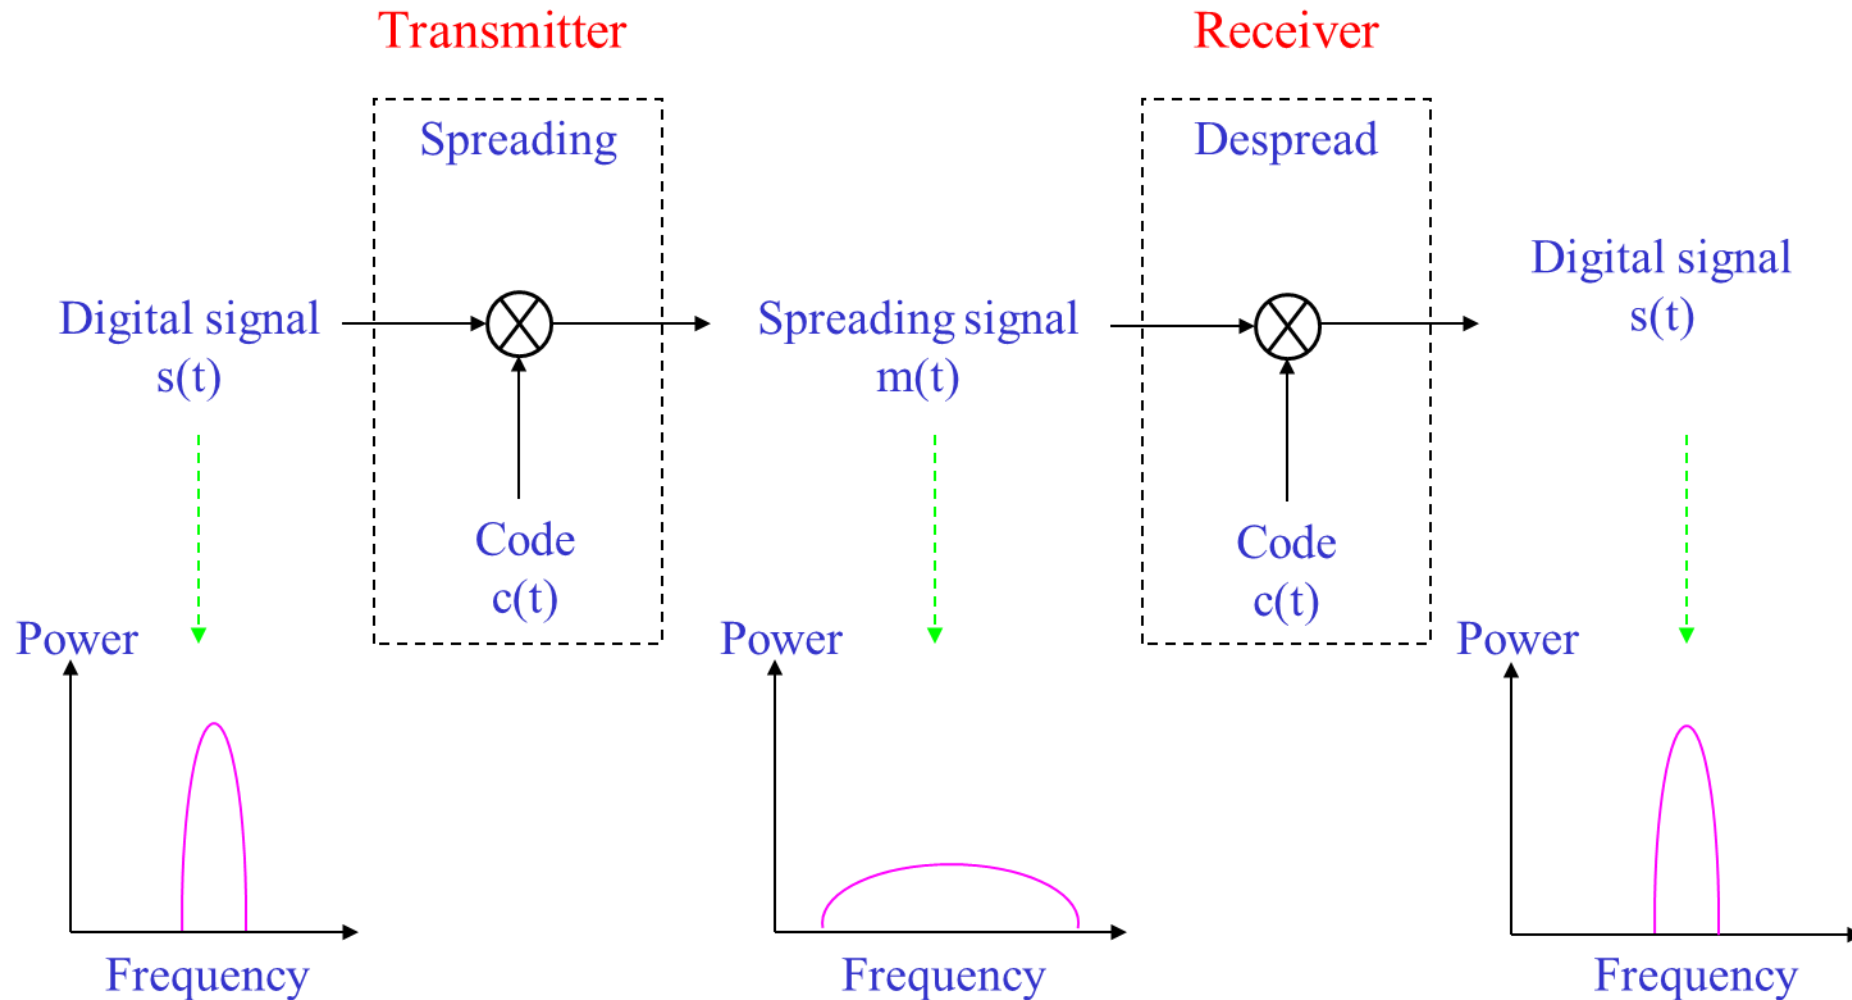 Transmitter
Receiver
Spreading
Despread
Digital signal
s(t)
Spreading signal
m(t)
Digital signal
s(t)
Code
c(t)
Code
c(t)
Power
Power
Power
Frequency
Frequency
Frequency